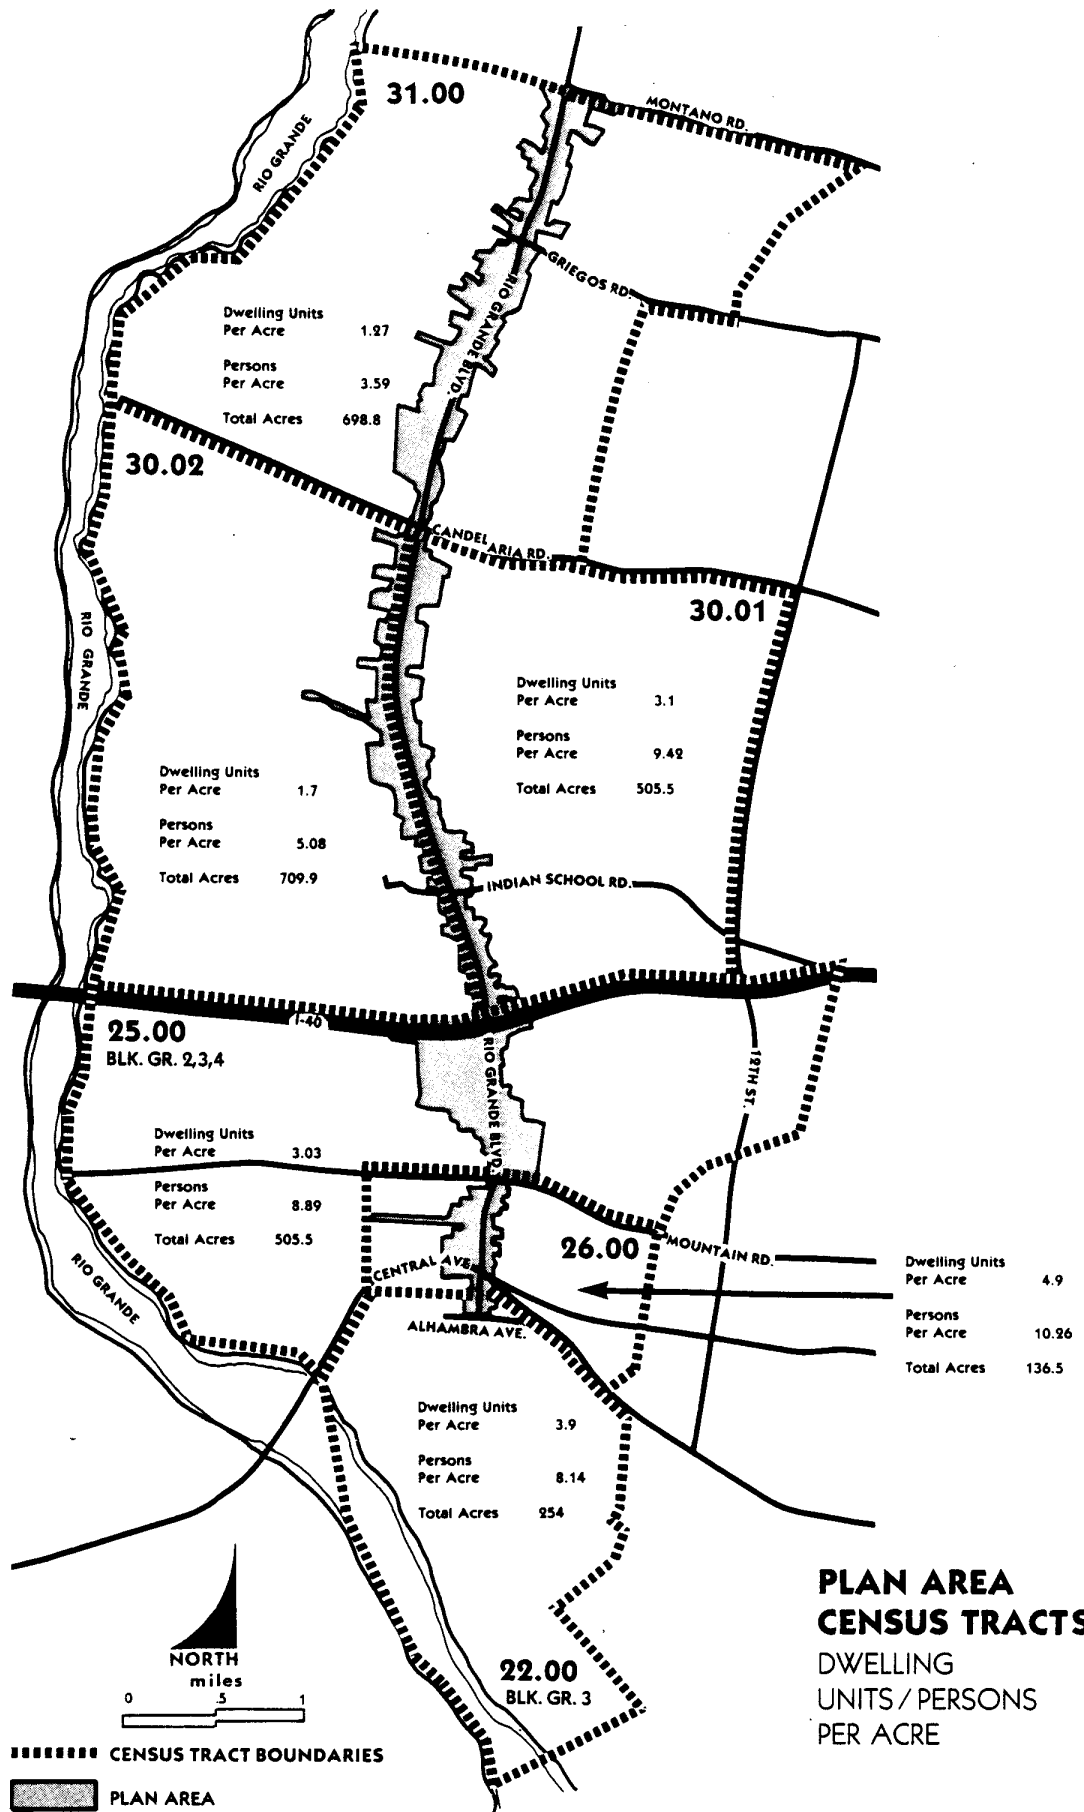 31.00
MONTANO RD.
RIO GRANDE
GRIEGOS RD.
RIO GRANDE BLVD.
Dwelling Units
Per Acre 1.27
Persons
Per Acre 3.59
Total Acres 698.8
30.02
CANDELARIA RD.
30.01
RIO GRANDE
Dwelling Units
Per Acre 3.1
Persons
Per Acre 9.42
Total Acres 505.5
Dwelling Units
Per Acre 1.7
Persons
Per Acre 5.08
Total Acres 709.9
INDIAN SCHOOL RD.
I-40
25.00
BLK. GR. 2,3,4
RIO GRANDE BLVD.
12TH ST.
Dwelling Units
Per Acre 3.03
Persons
Per Acre 8.89
Total Acres 505.5
26.00
MOUNTAIN RD.
CENTRAL AVE
RIO GRANDE
ALHAMBRA AVE.
Dwelling Units
Per Acre 4.9
Persons
Per Acre 10.26
Total Acres 136.5
Dwelling Units
Per Acre 3.9
Persons
Per Acre 8.14
Total Acres 254
22.00
BLK. GR. 3
NORTH
miles
0 .5 1
CENSUS TRACT BOUNDARIES
PLAN AREA
PLAN AREA
CENSUS TRACTS
DWELLING
UNITS / PERSONS
PER ACRE